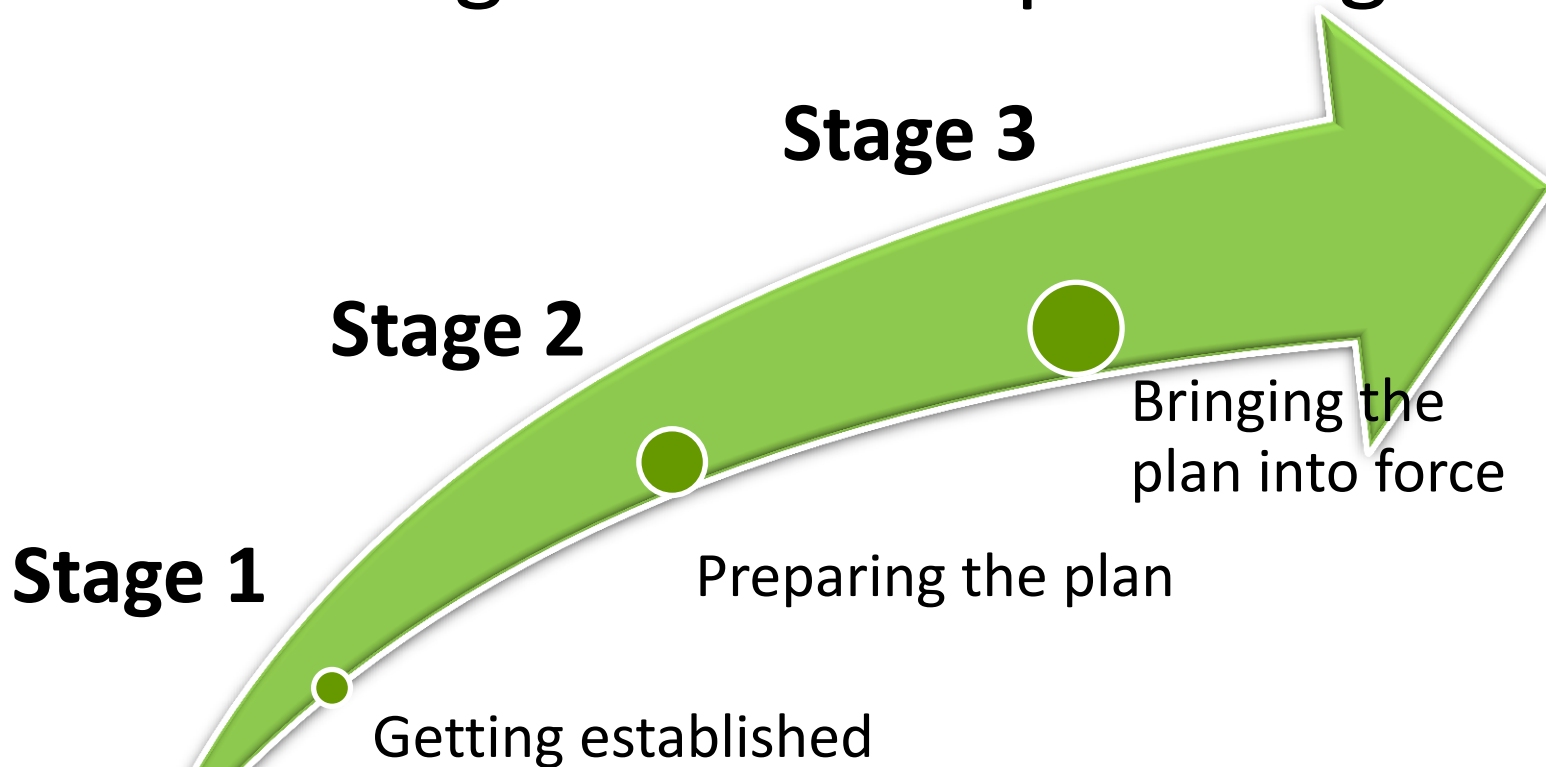 Stage 3
Stage 2
Bringing the
plan into force
Stage 1
Preparing the plan
Getting established